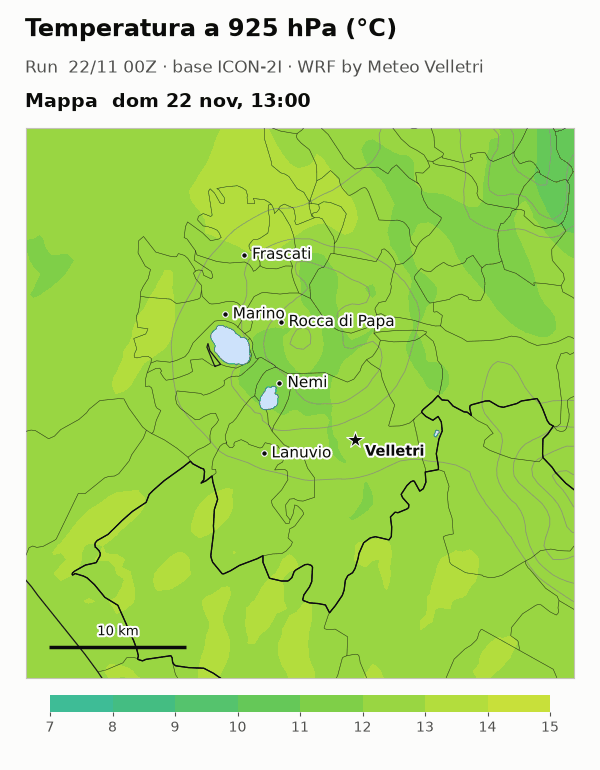 Temperatura a 925 hPa (°C)
Run 22/11 00Z · base ICON-2I · WRF by Meteo Velletri
Mappa dom 22 nov, 13:00
Frascati
Marino
Rocca di Papa
Nemi
Velletri
Lanuvio
10 km
7 8 9 10 11 12 13 14 15